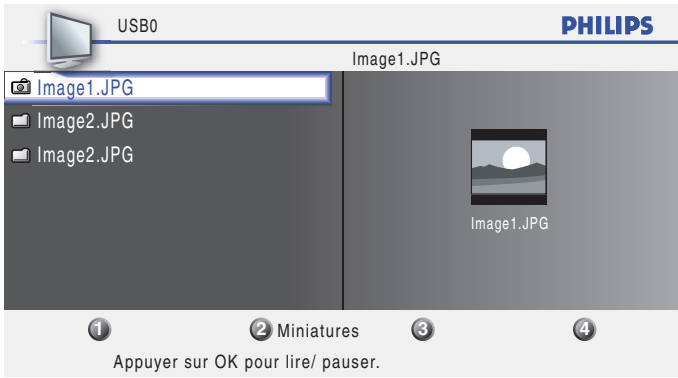 USB0
PHILIPS
Image1.JPG
Image1.JPG
Image2.JPG
Image2.JPG
Image1.JPG
1
2 Miniatures
3
4
Appuyer sur OK pour lire/ pauser.